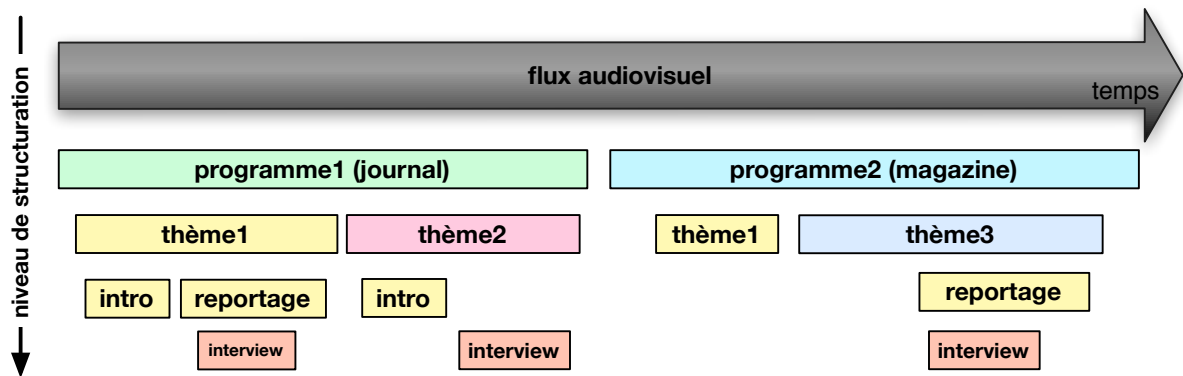 niveau de structuration
flux audiovisuel
temps
programme1 (journal)
programme2 (magazine)
thème1
thème2
thème1
thème3
intro
reportage
intro
reportage
interview
interview
interview